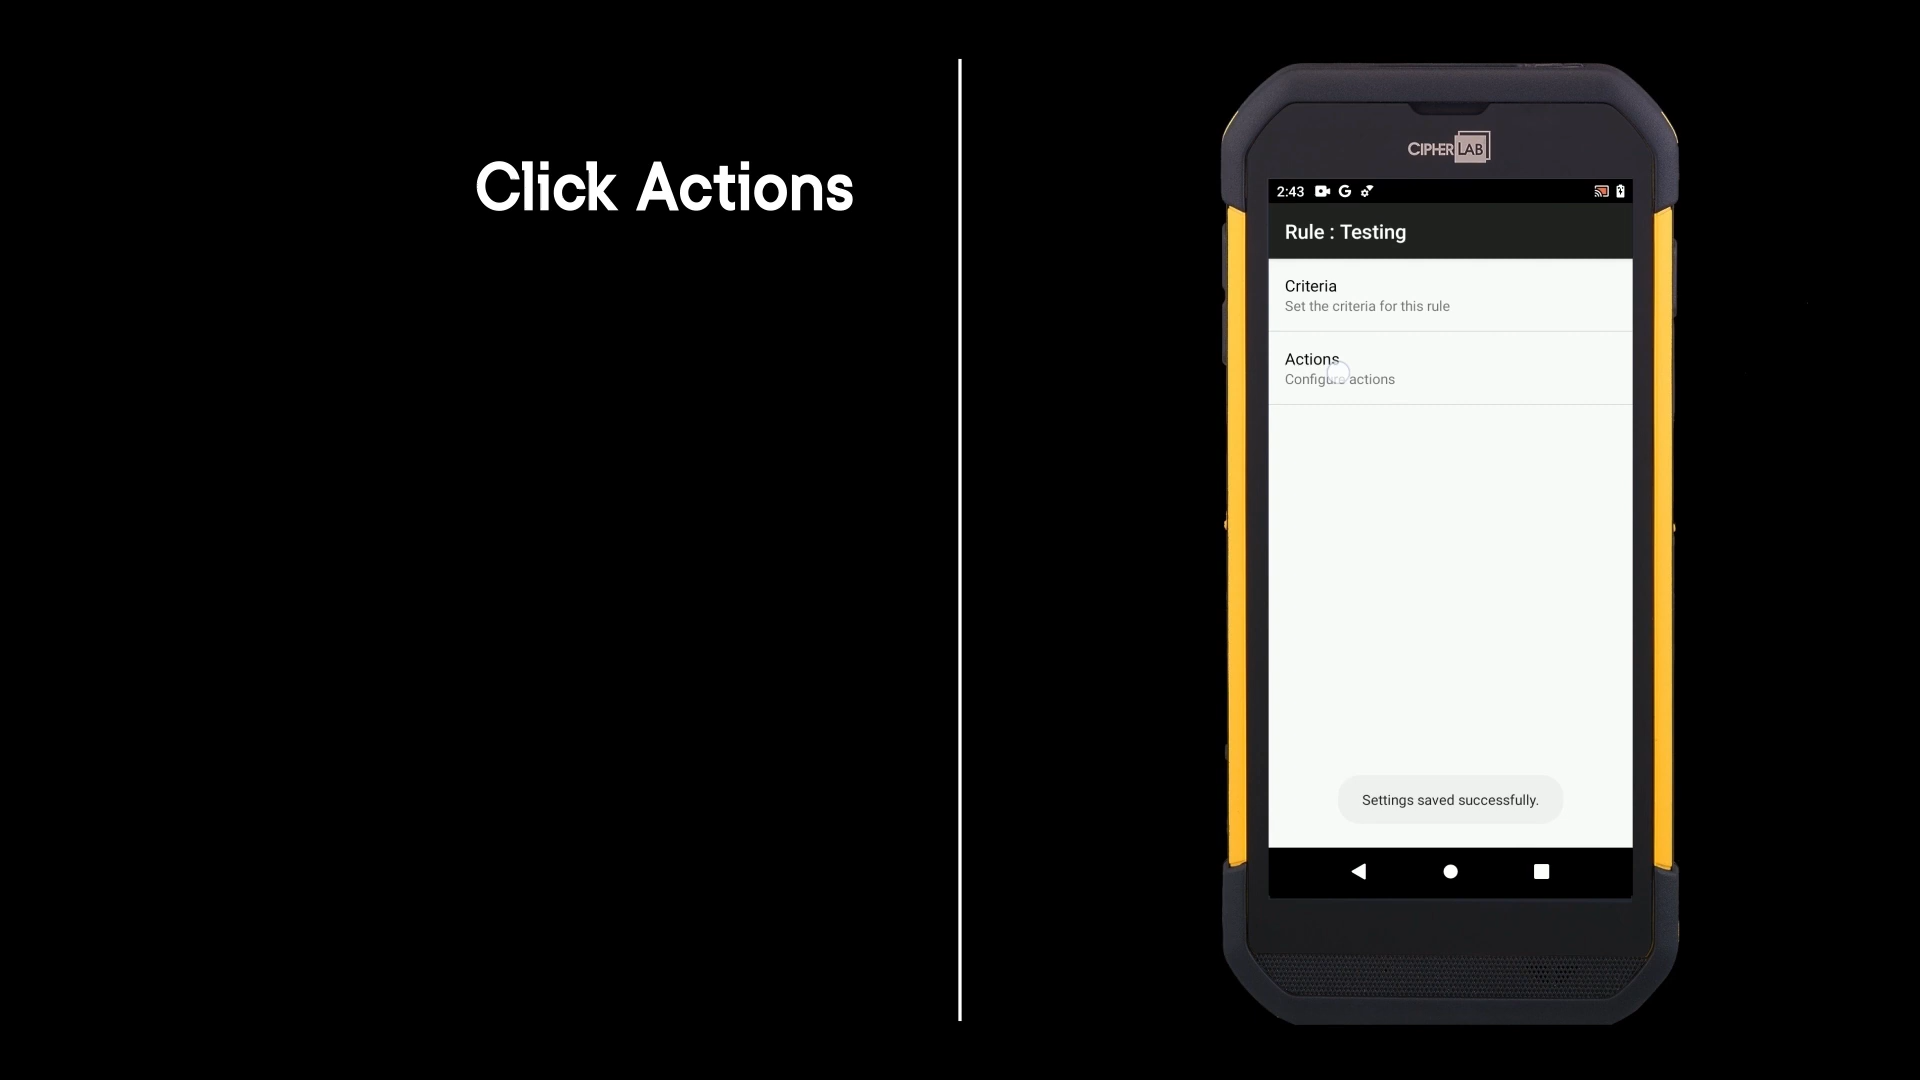 Click Actions
CIPHERLAB
2:43
Rule : Testing
Criteria
Set the criteria for this rule
Actions
Configure actions
Settings saved successfully.